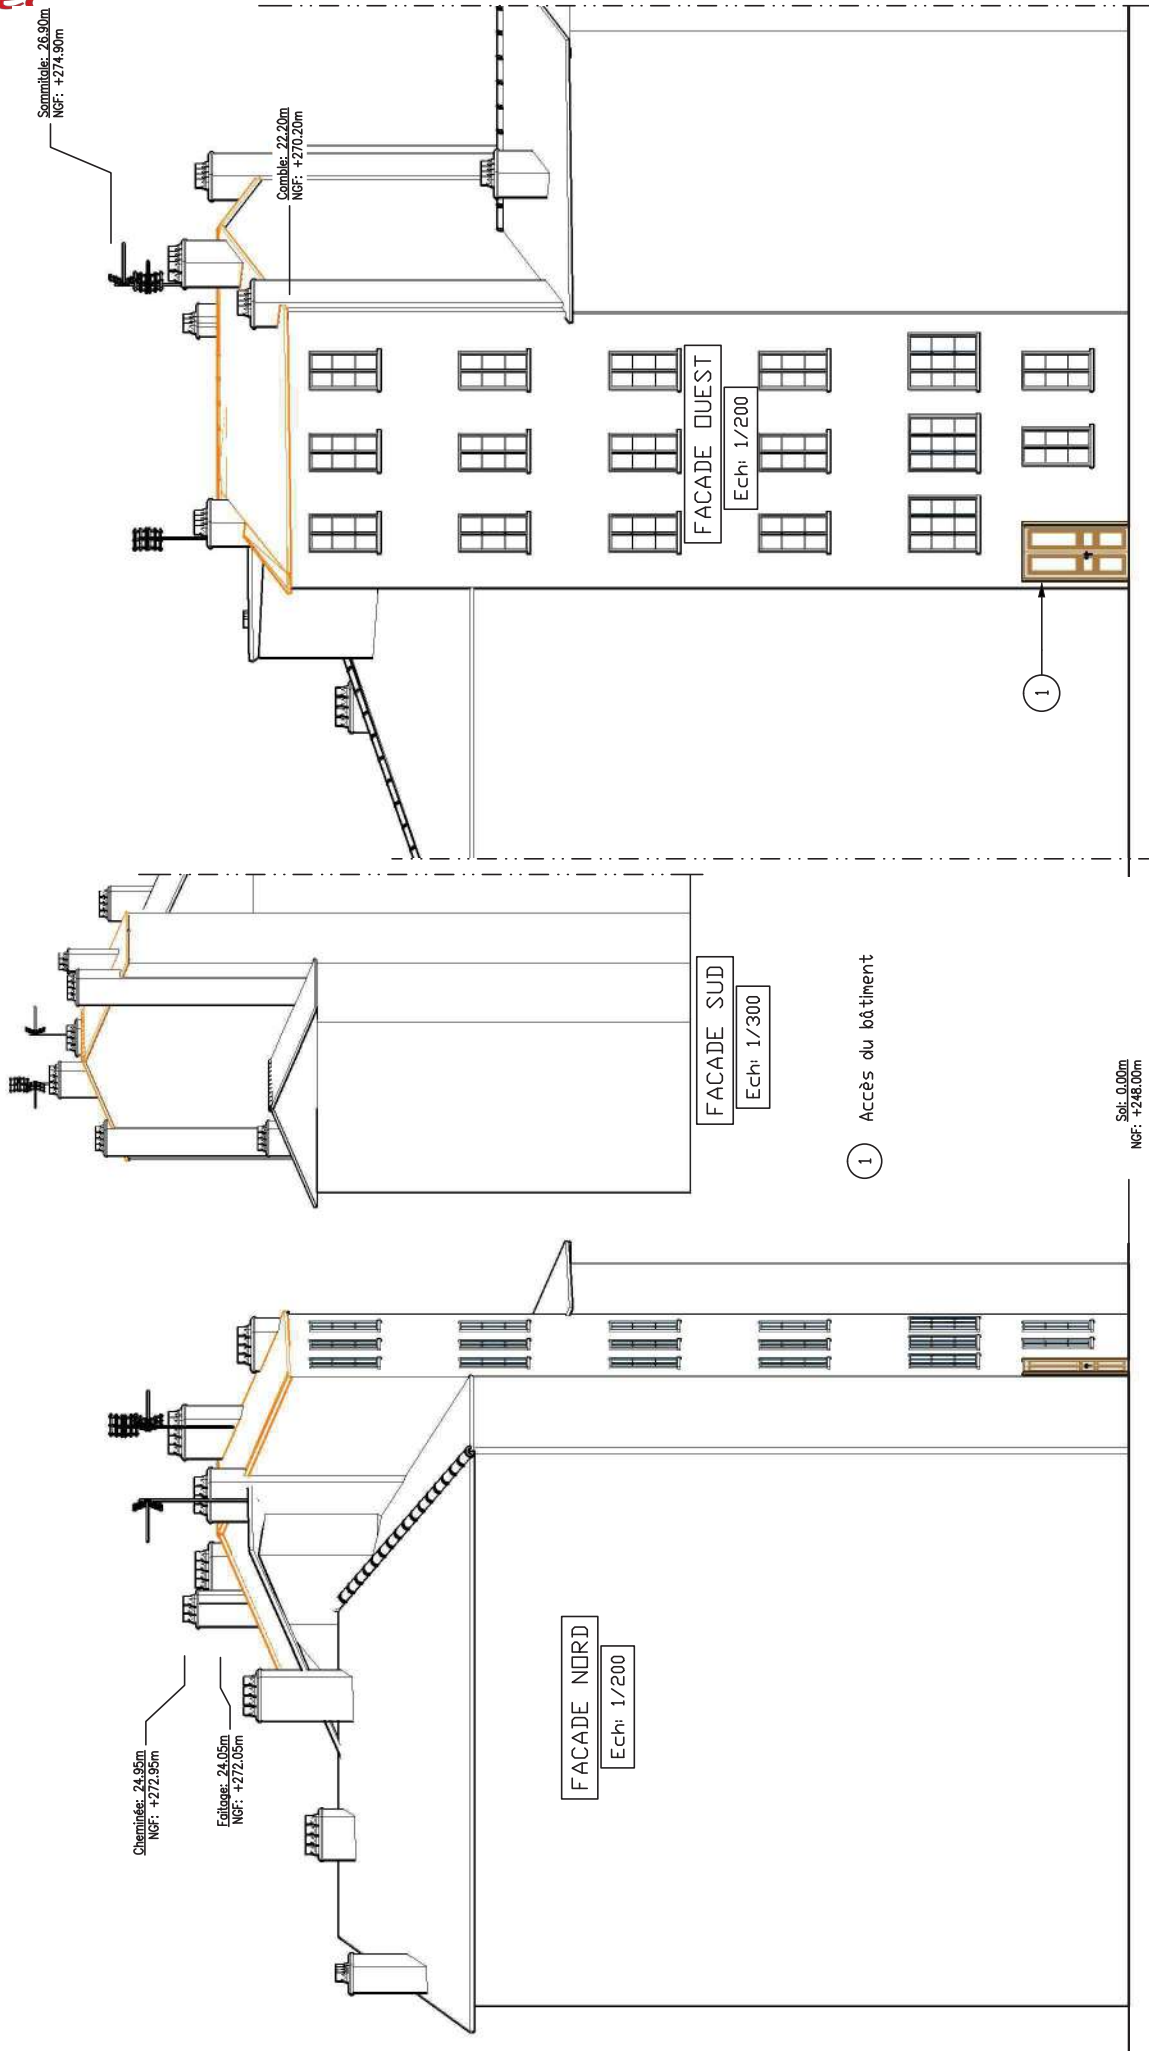 Cheminée: 24.95m
NGF: +272.95m
Faîtage: 24.05m
NGF: +272.05m
FACADE NORD
Ech: 1/200
FACADE SUD
Ech: 1/300
1 Accès du bâtiment
Sol: 0.00m
NGF: +248.00m
Sommitale: 26.90m
NGF: +274.90m
Comble: 22.20m
NGF: +270.20m
FACADE OUEST
Ech: 1/200
1